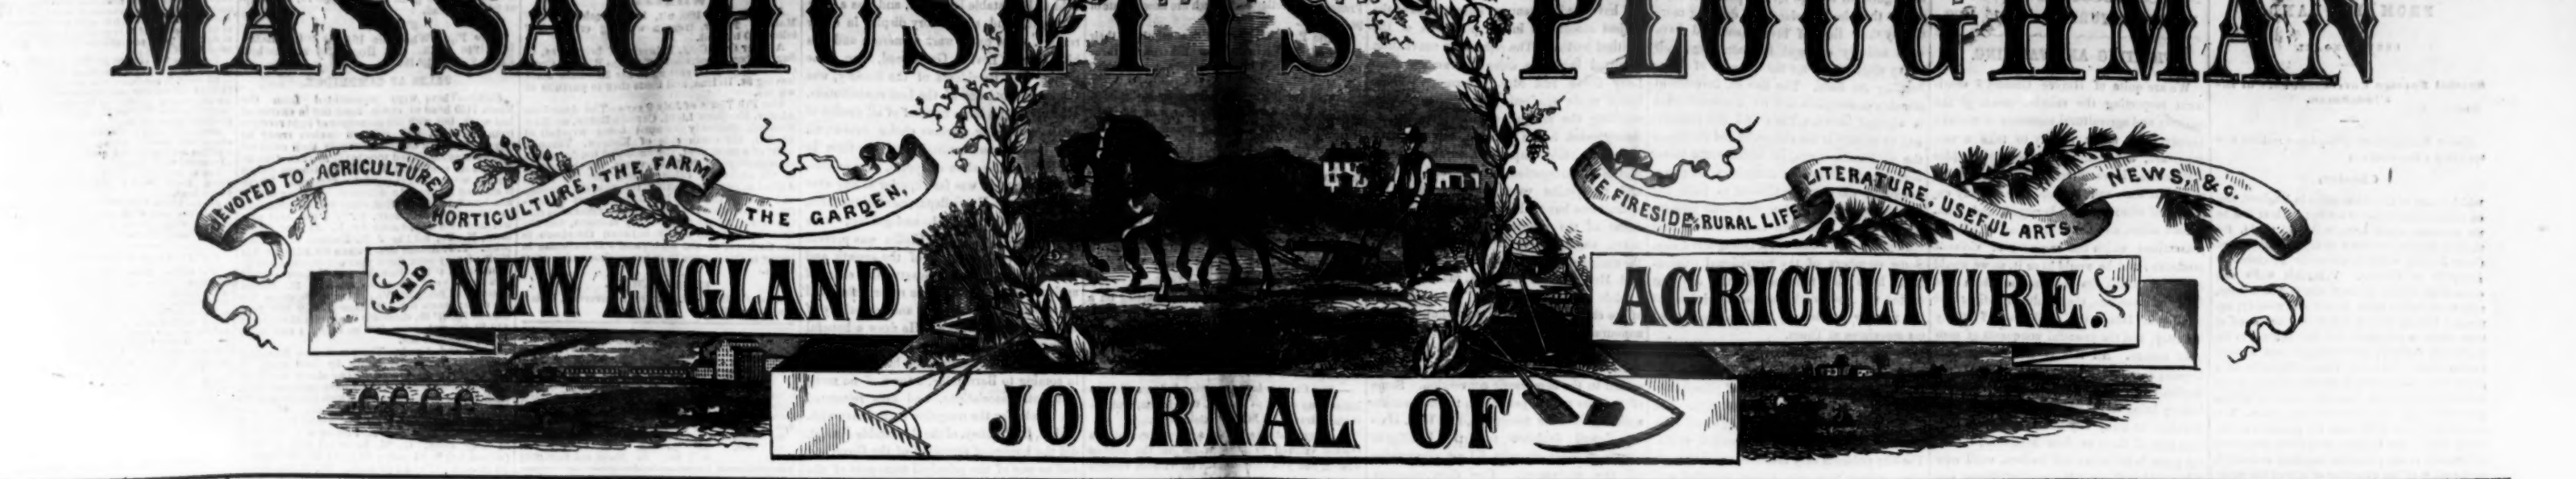 MASSACHUSETTS PLOUGHMAN
DEVOTED TO AGRICULTURE, HORTICULTURE, THE FARM, THE GARDEN,
THE FIRESIDE, RURAL LIFE, LITERATURE, USEFUL ARTS, NEWS, &c.
AND NEW ENGLAND
JOURNAL OF
AGRICULTURE.